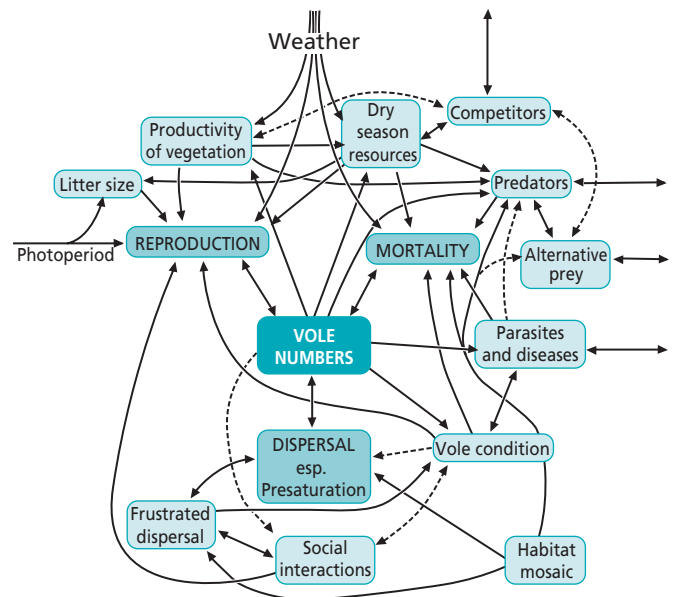 Weather
Dry
season
resources
Competitors
Productivity
of vegetation
Litter size
Predators
REPRODUCTION
MORTALITY
Photoperiod
Alternative
prey
VOLE
NUMBERS
Parasites
and diseases
DISPERSAL
esp.
Presaturation
Vole condition
Frustrated
dispersal
Social
interactions
Habitat
mosaic